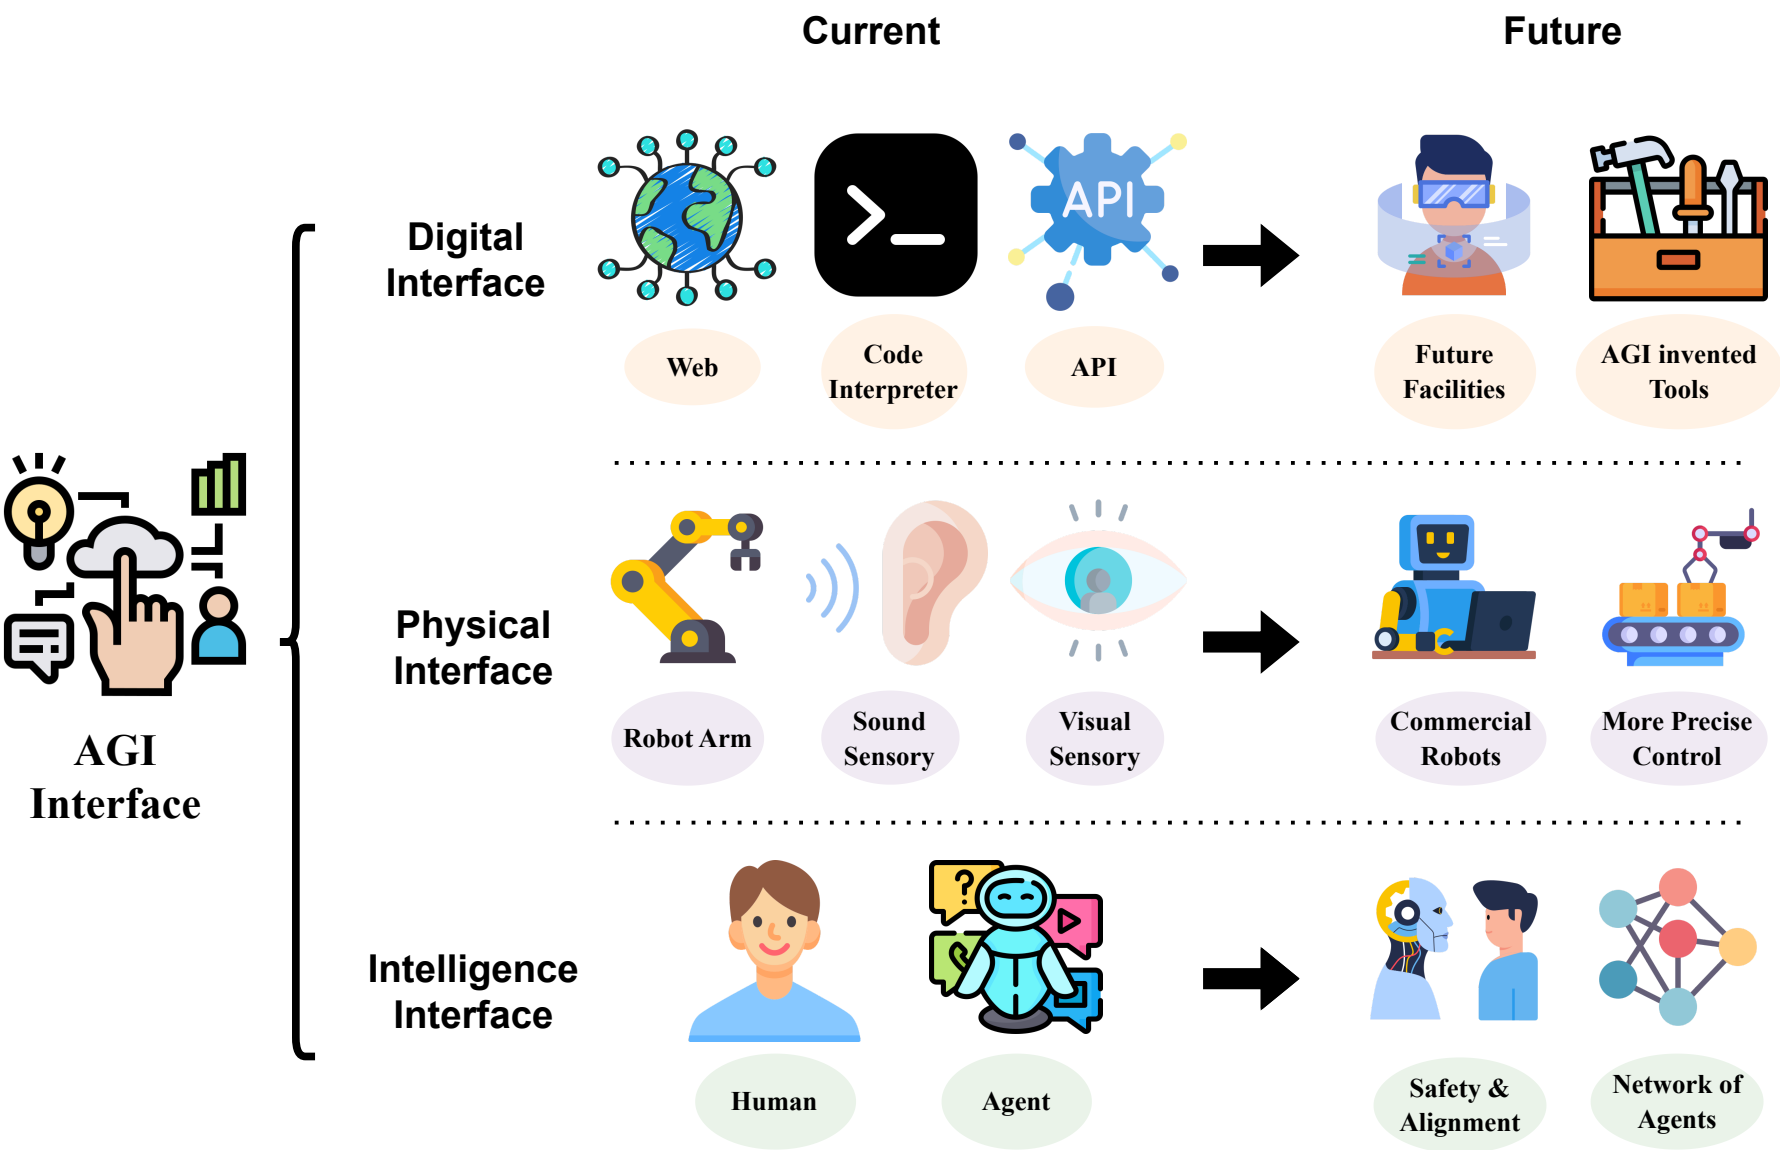 Current
Future
Digital
Interface
API
Web
Code
Interpreter
API
Future
Facilities
AGI invented
Tools
AGI
Interface
Physical
Interface
Robot Arm
Sound
Sensory
Visual
Sensory
Commercial
Robots
More Precise
Control
Intelligence
Interface
Human
Agent
Safety &
Alignment
Network of
Agents